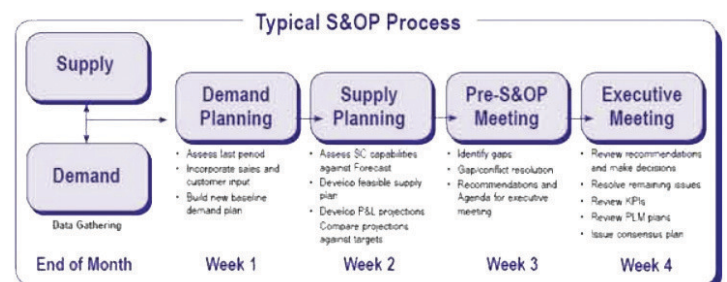 Typical S&OP Process
Supply
Demand
Data Gathering
End of Month
Demand
Planning
• Assess last period
• Incorporate sales and
customer input
• Build new baseline
demand plan
Week 1
Supply
Planning
• Assess SC capabilities
against Forecast
• Develop feasible supply
plan
• Develop P&L projections
Compare projections
against targets
Week 2
Pre-S&OP
Meeting
• Identify gaps
• Gap/conflict resolution
• Recommendations and
Agenda for executive
meeting
Week 3
Executive
Meeting
• Review recommendations
and make decisions
• Resolve remaining issues
• Review KPIs
• Review PLM plans
• Issue consensus plan
Week 4